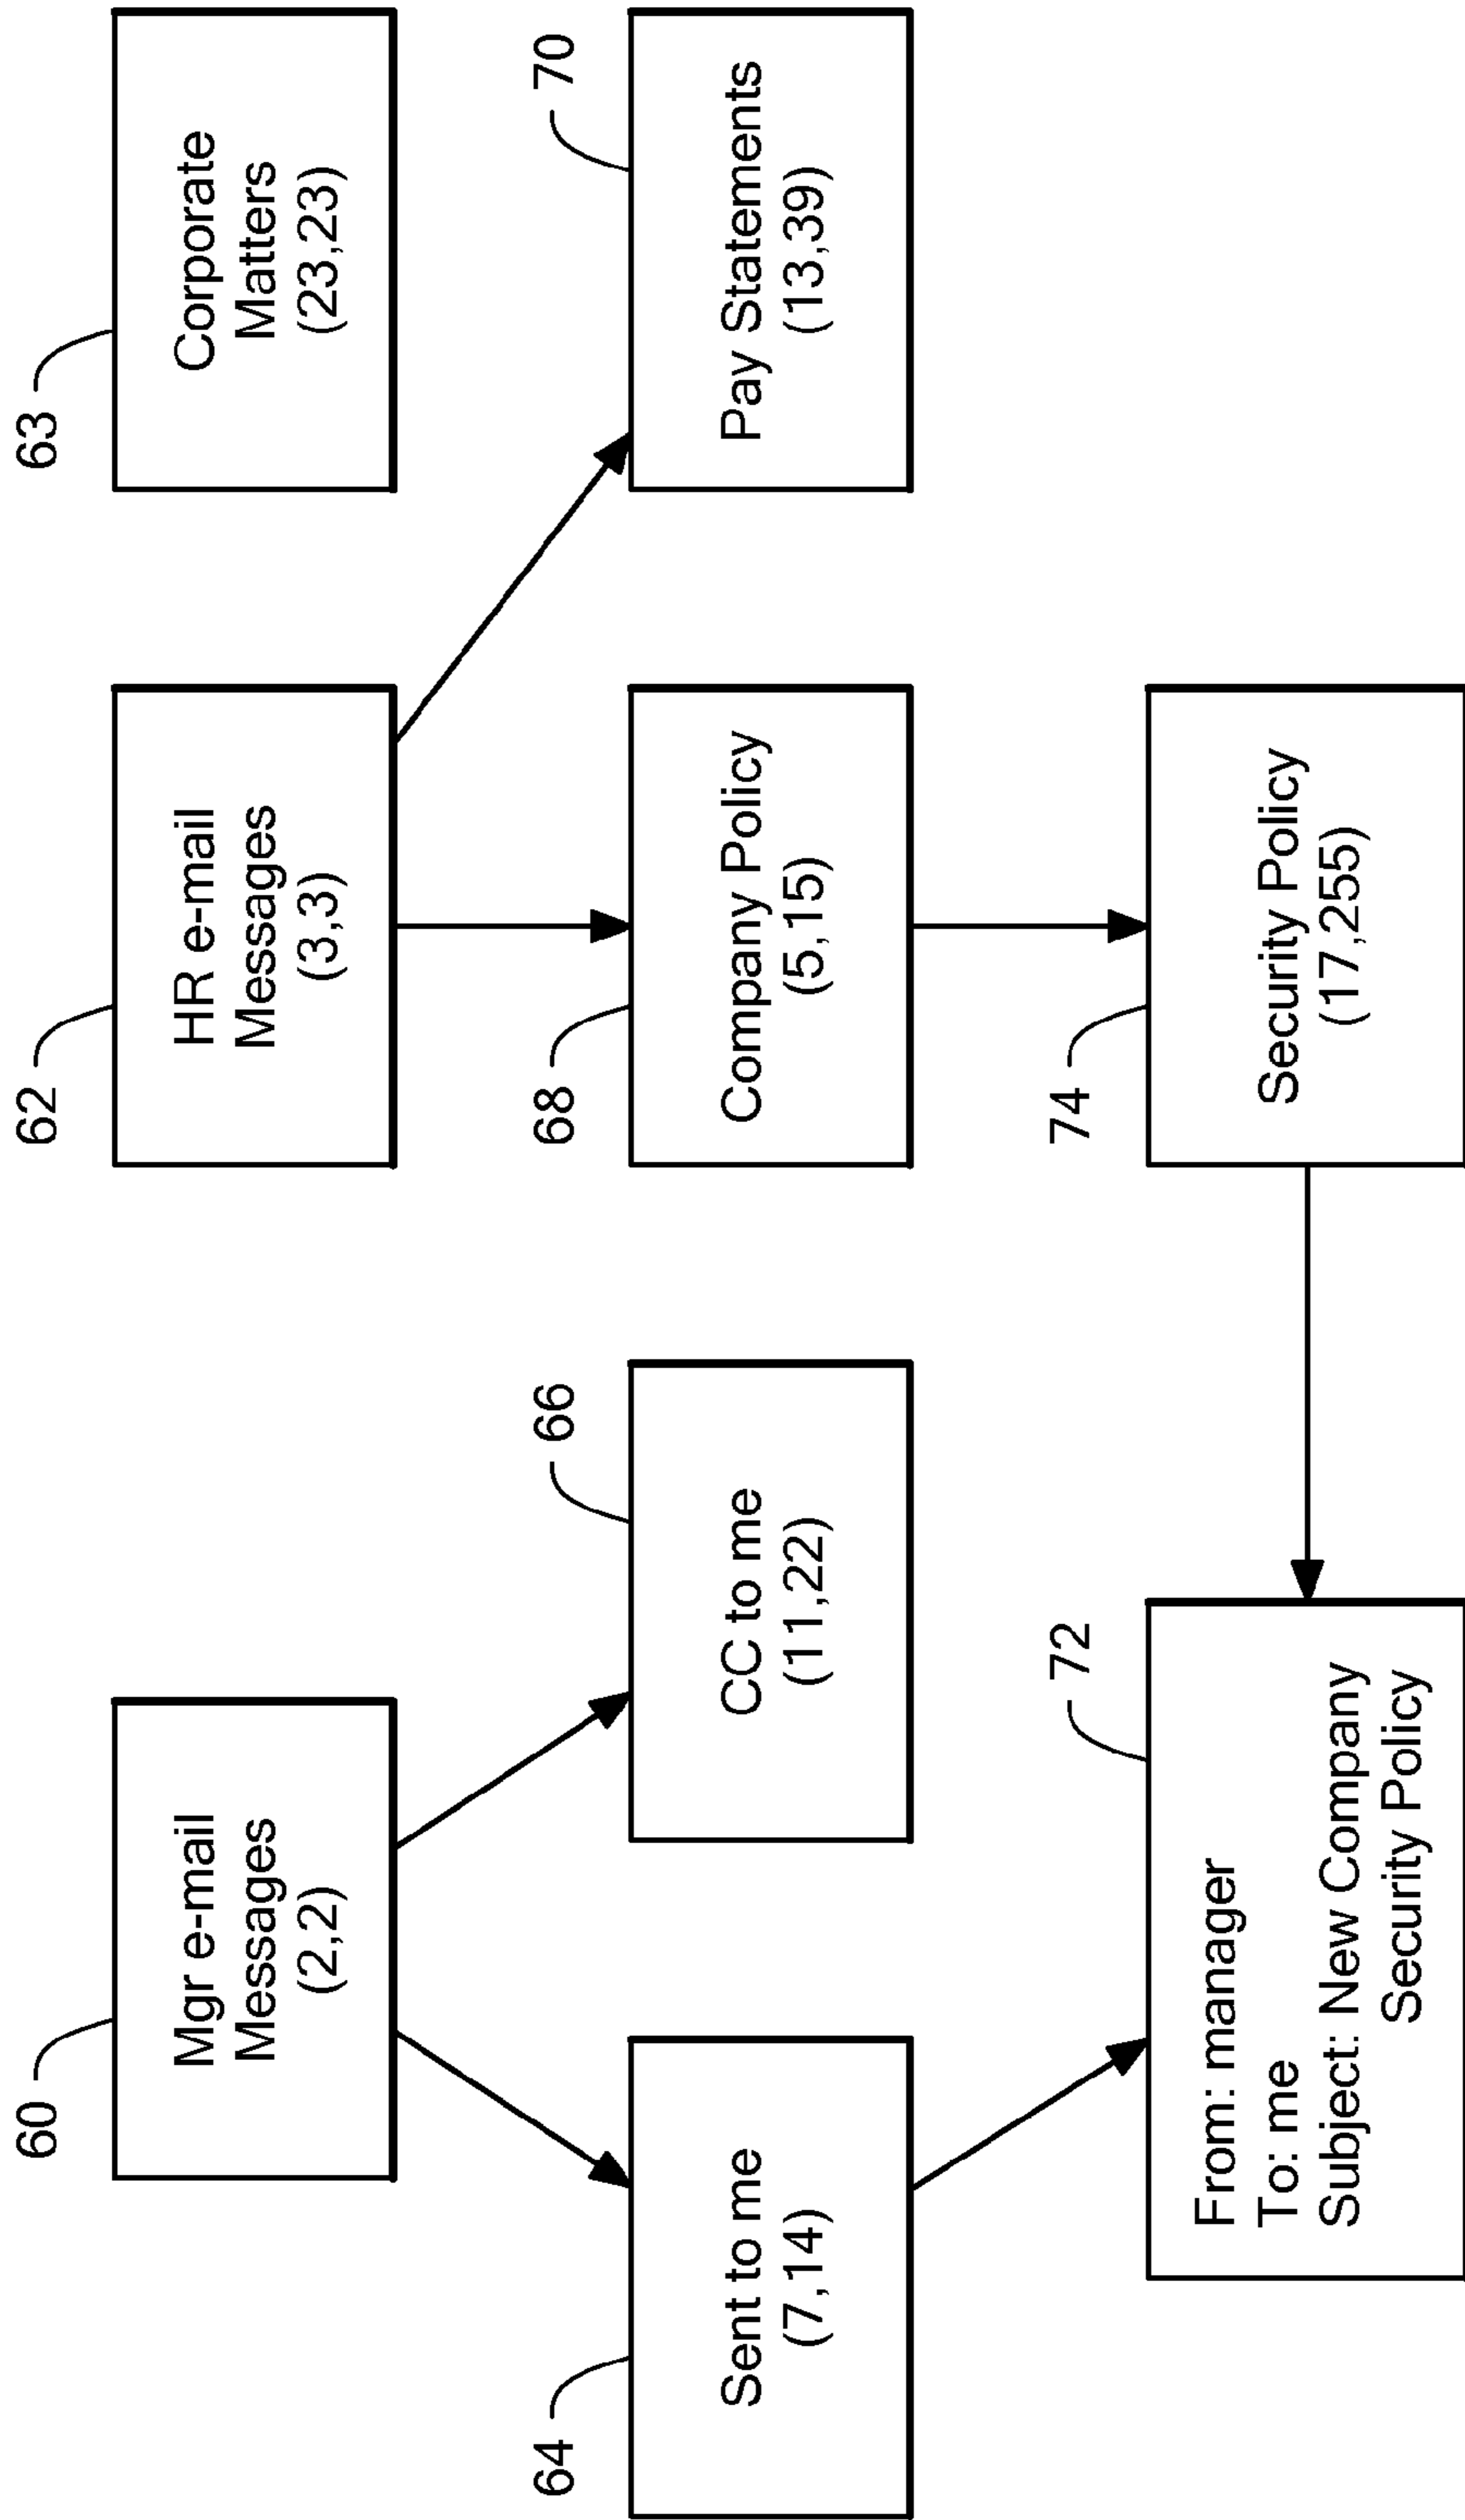 60
Mgr e-mail
Messages
(2,2)
62
HR e-mail
Messages
(3,3)
63
Corporate
Matters
(23,23)
64
Sent to me
(7,14)
66
CC to me
(11,22)
68
Company Policy
(5,15)
70
Pay Statements
(13,39)
72
From: manager
To: me
Subject: New Company
Security Policy
74
Security Policy
(17,255)